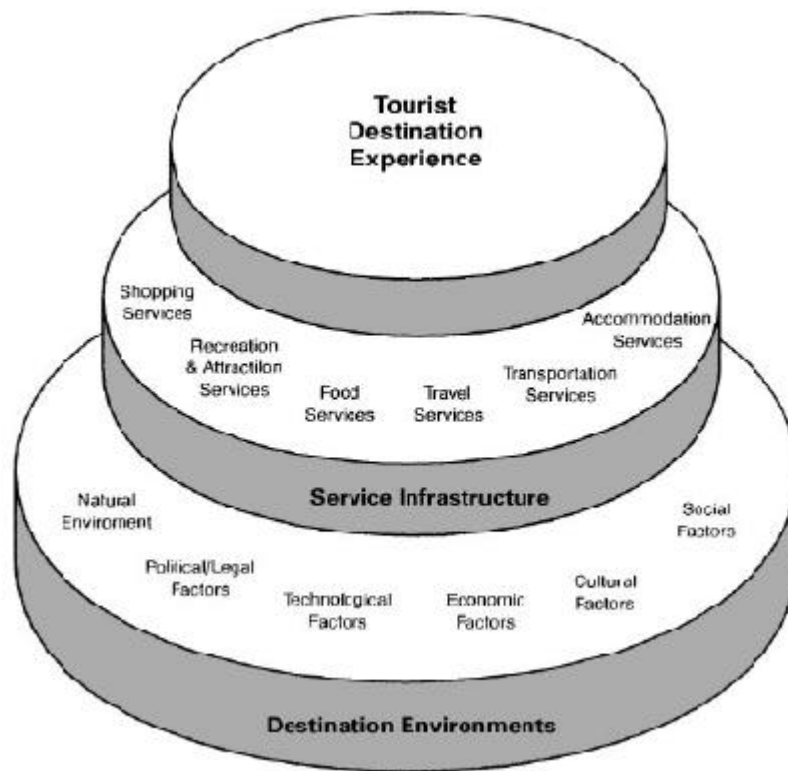 Tourist
Destination
Experience
Shopping
Services
Recreation
& Attractilon
Services
Food
Services
Travel
Services
Transportation
Services
Accommodation
Services
Service Infrastructure
Natural
Enviroment
Political/Legal
Factors
Technological
Factors
Economic
Factors
Cultural
Factors
Social
Factors
Destination Environments